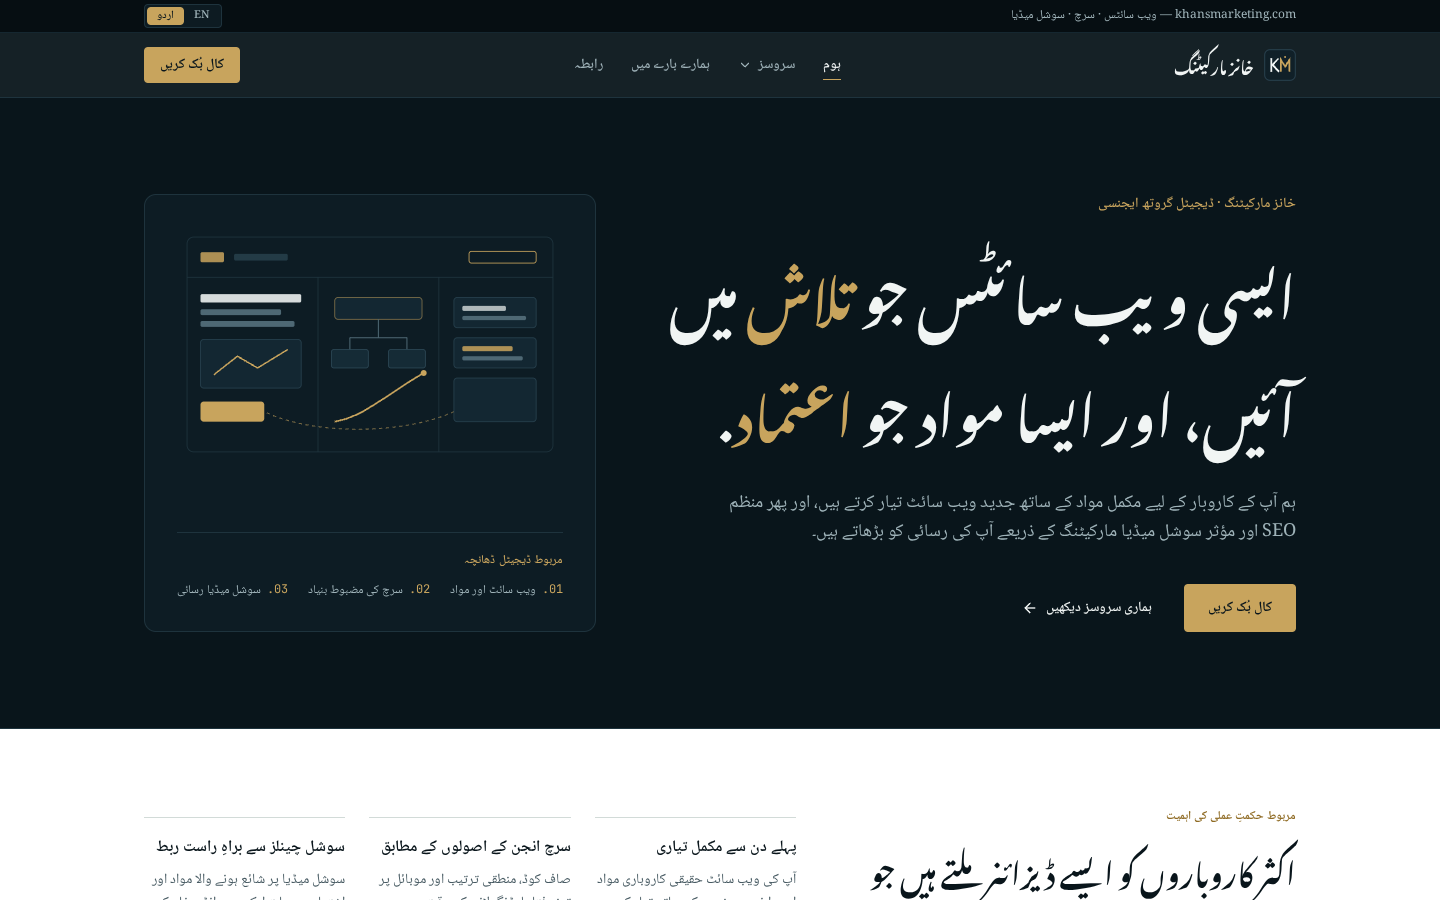 khansmarketing.com — ویب سائٹس · سرچ · سوشل میڈیا
اردو EN
KM خانز مارکیٹنگ
ہوم سروسز ہمارے بارے میں رابطہ
کال بُک کریں
خانز مارکیٹنگ · ڈیجیٹل گروتھ ایجنسی
ایسی ویب سائٹس جو تلاش میں
آئیں، اور ایسا مواد جو اعتماد.
ہم آپ کے کاروبار کے لیے مکمل مواد کے ساتھ جدید ویب سائٹ تیار کرتے ہیں، اور پھر منظم
SEO اور مؤثر سوشل میڈیا مارکیٹنگ کے ذریعے آپ کی رسائی کو بڑھاتے ہیں۔
کال بُک کریں
ہماری سروسز دیکھیں
مربوط ڈیجیٹل ڈھانچہ
01. ویب سائٹ اور مواد 02. سرچ کی مضبوط بنیاد 03. سوشل میڈیا رسائی
مربوط حکمتِ عملی کی اہمیت
اکثر کاروباروں کو ایسے ڈیزائنر ملتے ہیں جو
پہلے دن سے مکمل تیاری
آپ کی ویب سائٹ حقیقی کاروباری مواد
سرچ انجن کے اصولوں کے مطابق
صاف کوڈ، منطقی ترتیب اور موبائل پر
سوشل چینلز سے براہِ راست ربط
سوشل میڈیا پر شائع ہونے والا مواد اور